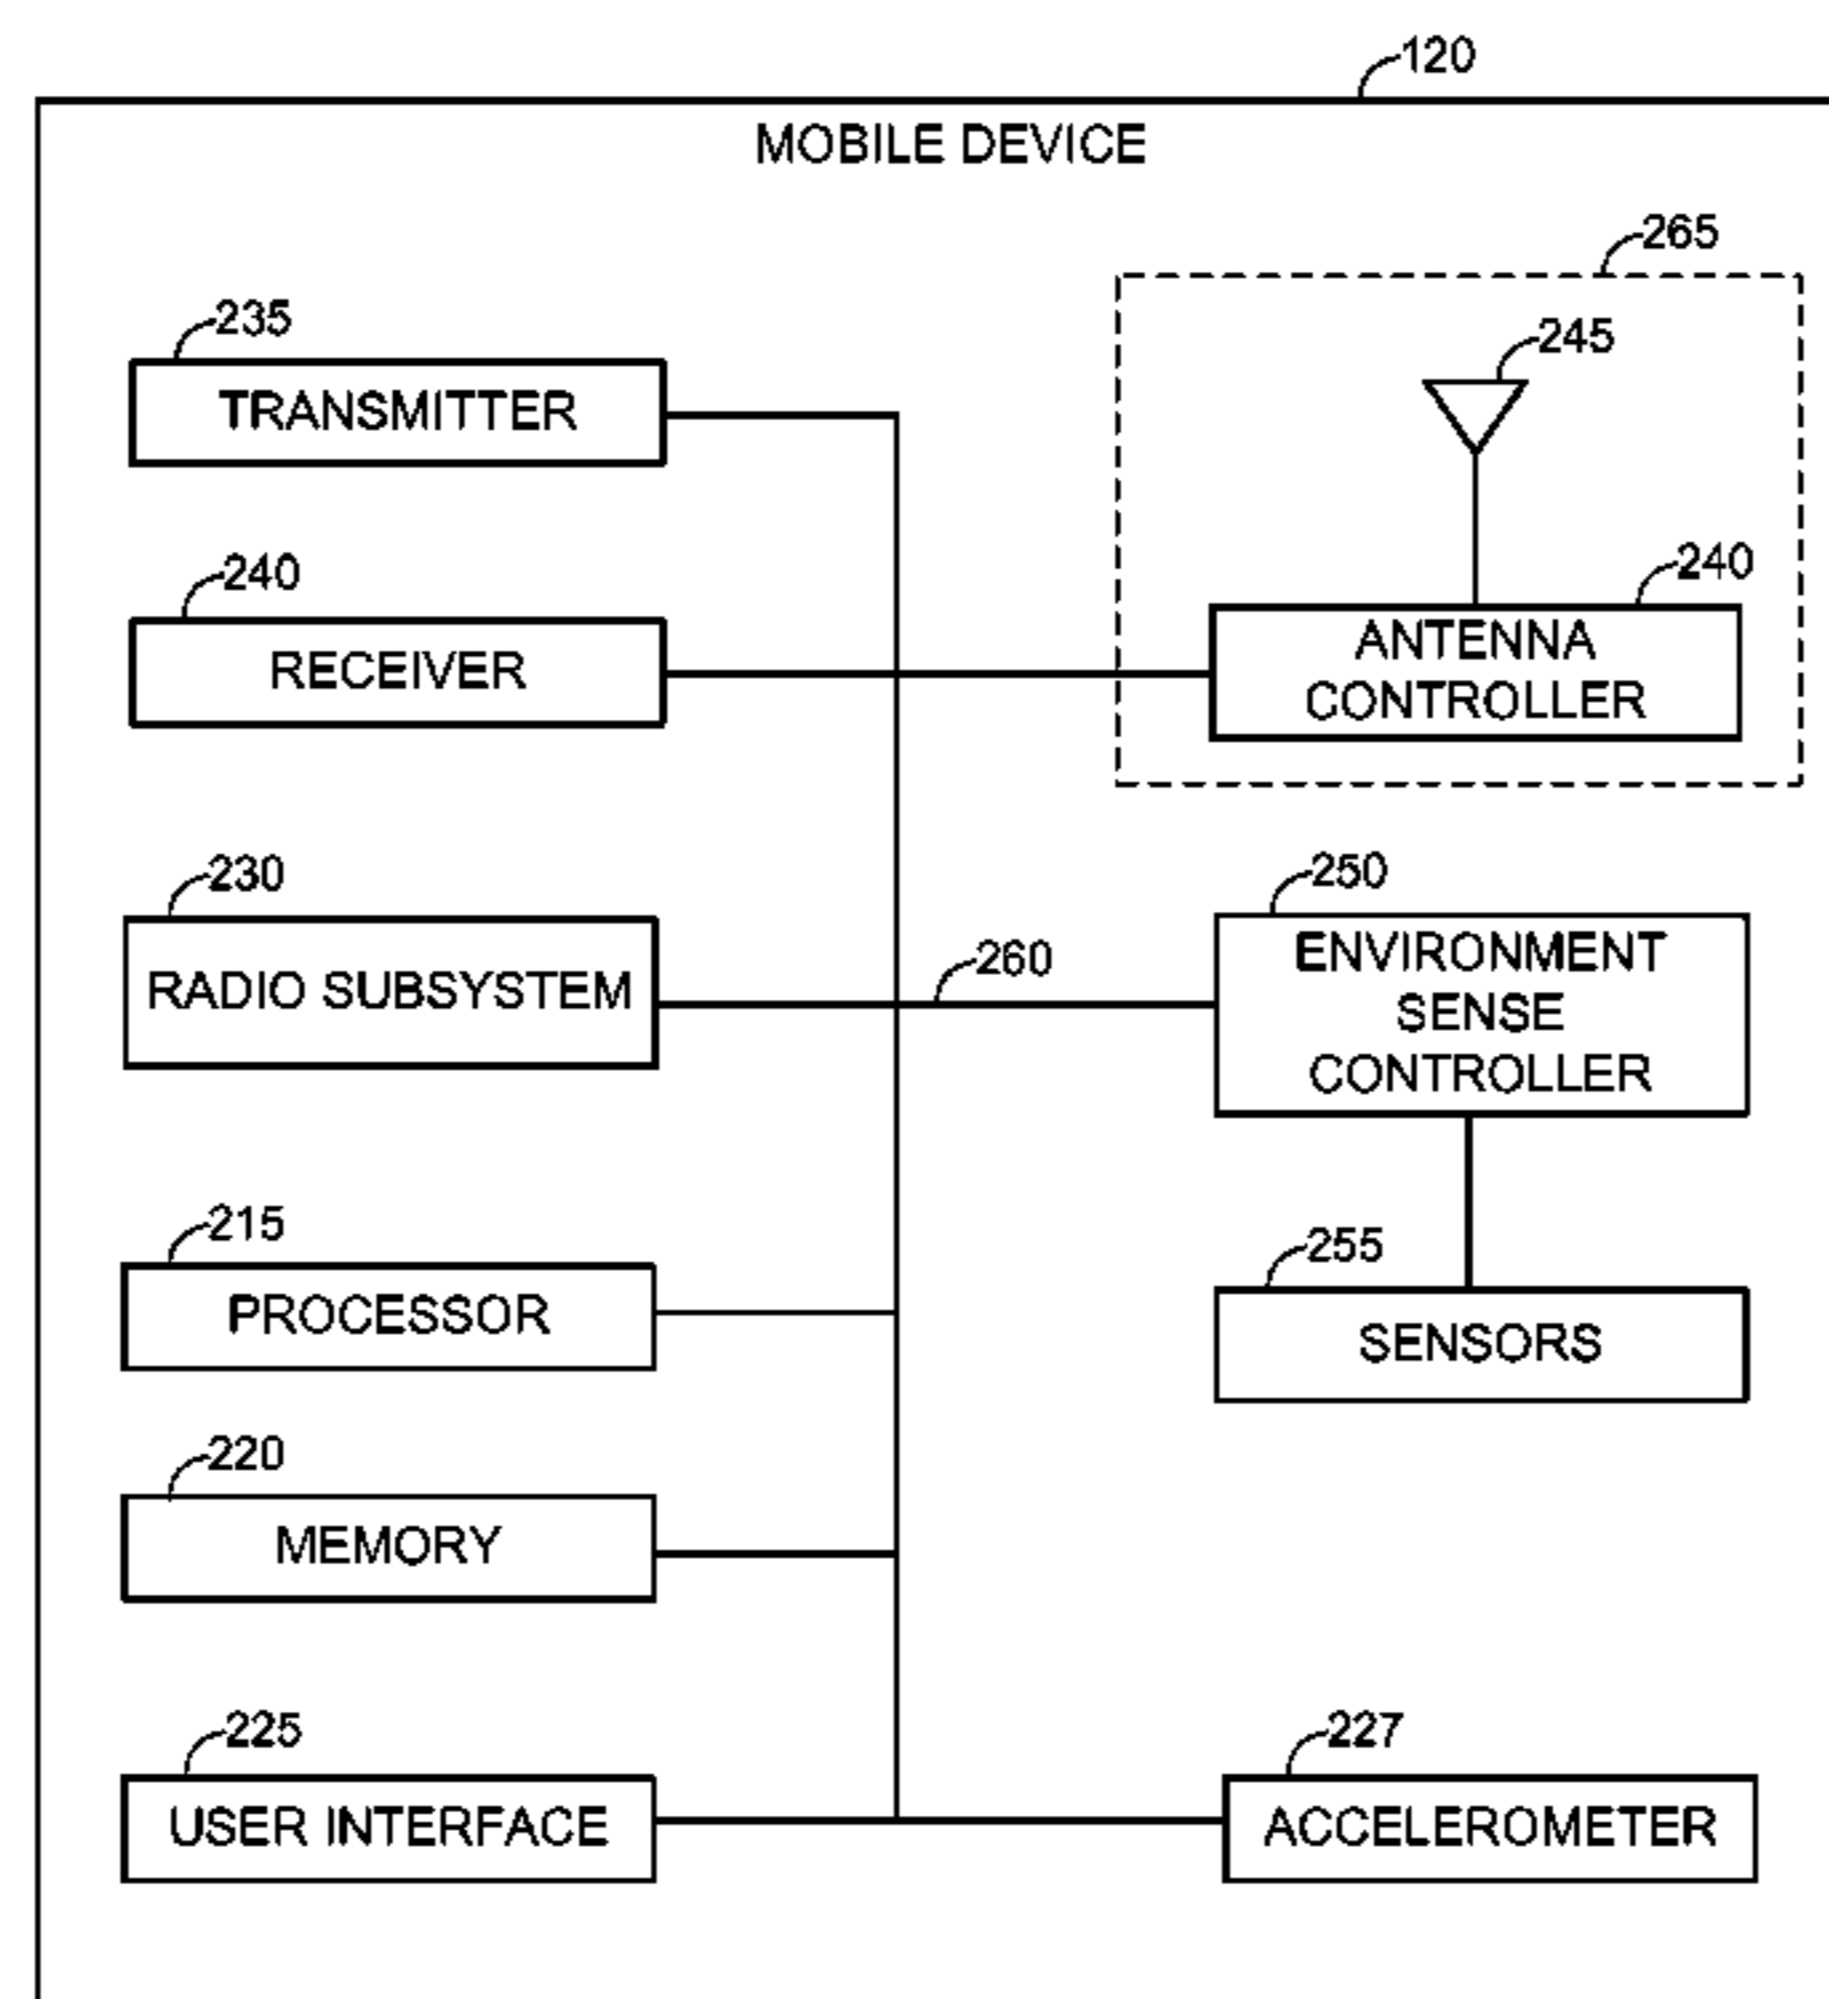 120
MOBILE DEVICE
265
235
245
TRANSMITTER
240
240
RECEIVER
ANTENNA
CONTROLLER
230
250
RADIO SUBSYSTEM
260
ENVIRONMENT
SENSE
CONTROLLER
215
255
PROCESSOR
SENSORS
220
MEMORY
225
227
USER INTERFACE
ACCELEROMETER